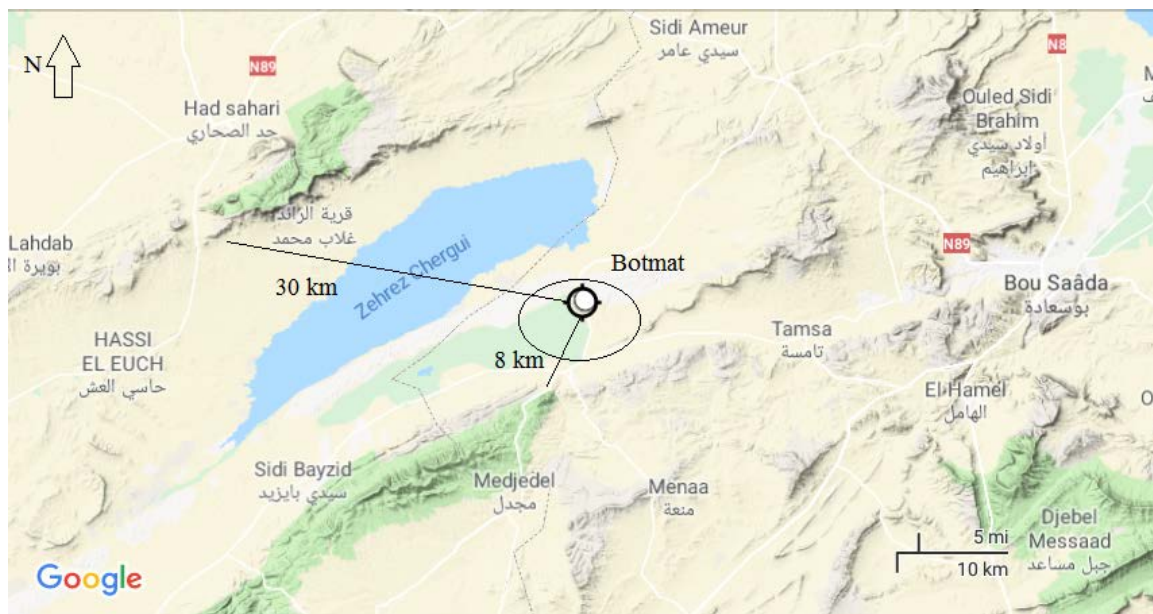 Sidi Ameur
سيدي عامر
N8
N
N89
Had sahari
حد الصحاري
Ouled Sidi
Brahim
أولاد سيدي
إبراهيم
قرية الرائد
غلاب محمد
Lahdab
بويرة ال
Zehrez Chergui
30 km
Botmat
N89
Bou Saâda
بوسعادة
HASSI
EL EUCH
حاسي العش
8 km
Tamsa
تامسة
El Hamel
الهامل
Sidi Bayzid
سيدي بايزيد
Medjedel
مجدل
Menaa
منعة
Djebel
Messaad
جبل مساعد
5 mi
10 km
Google